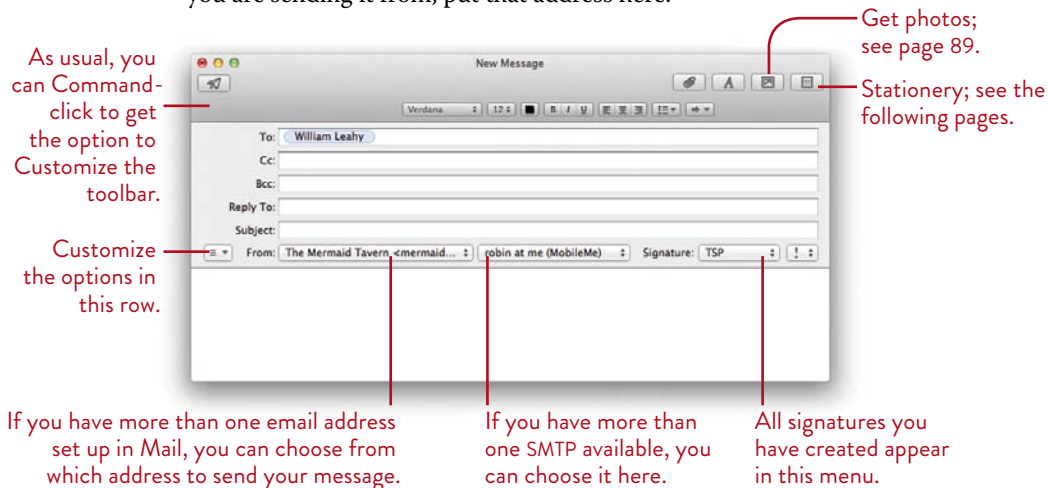 you are sending it from, put that address here.
Get photos;
see page 89.
As usual, you
can Command-
click to get
the option to
Customize the
toolbar.
Stationery; see the
following pages.
New Message
A
Verdana 12 B I U
To: William Leahy
Cc:
Bcc:
Reply To:
Subject:
From: The Mermaid Tavern <mermaid... robin at me (MobileMe) Signature: TSP !
Customize
the options in
this row.
If you have more than one email address
set up in Mail, you can choose from
which address to send your message.
If you have more than
one SMTP available, you
can choose it here.
All signatures you
have created appear
in this menu.